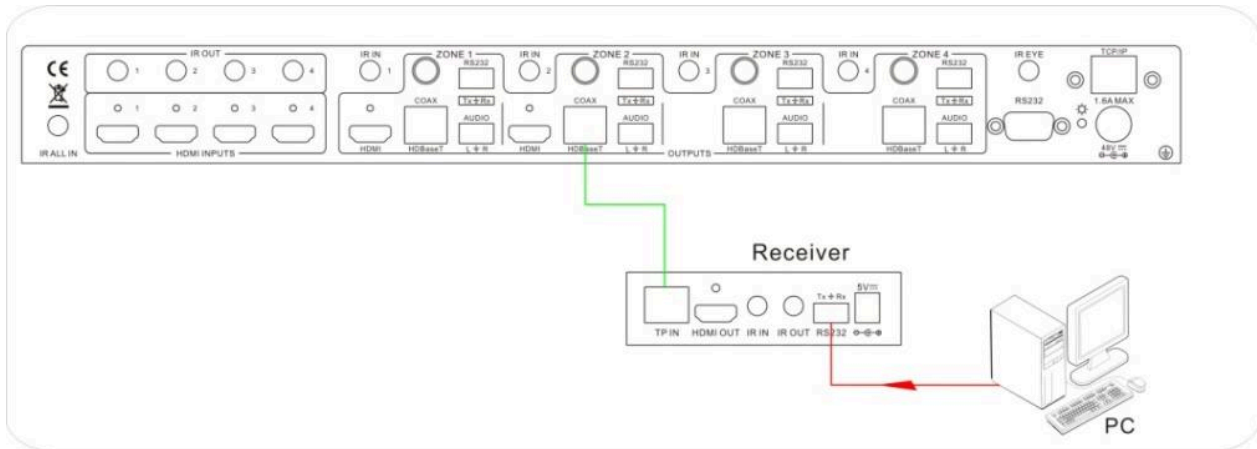 CE
IR OUT
1 2 3 4
IR ALL IN
1 2 3 4
HDMI INPUTS
IR IN 1
ZONE 1
RS232
COAX
Tx Rx
AUDIO
HDMI
HDBaseT
L R
IR IN 2
ZONE 2
RS232
COAX
Tx Rx
AUDIO
HDMI
HDBaseT
L R
OUTPUTS
IR IN 3
ZONE 3
RS232
COAX
Tx Rx
AUDIO
HDBaseT
L R
IR IN 4
ZONE 4
RS232
COAX
Tx Rx
AUDIO
HDBaseT
L R
IR EYE
RS232
TCP/IP
1.6A MAX
48V
Receiver
Tx Rx
5V
TP IN HDMI OUT IR IN IR OUT RS232
PC